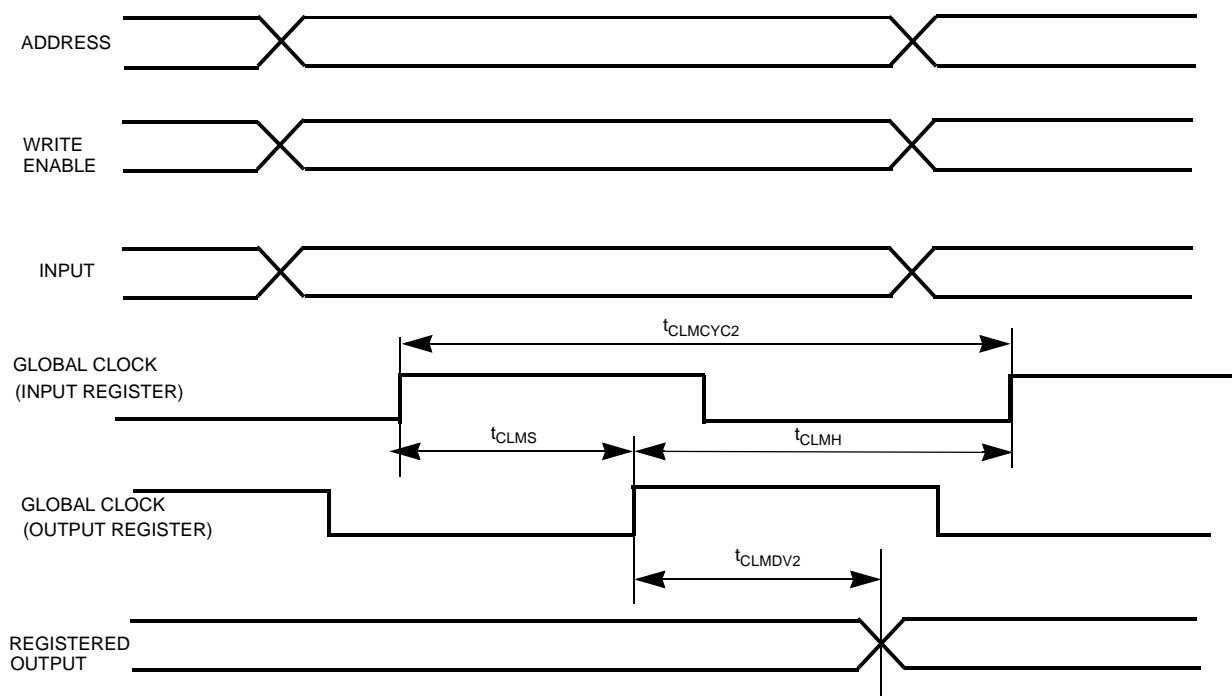 ADDRESS
WRITE
ENABLE
INPUT
tCLMCYC2
GLOBAL CLOCK
(INPUT REGISTER)
tCLMS
tCLMH
GLOBAL CLOCK
(OUTPUT REGISTER)
tCLMDV2
REGISTERED
OUTPUT